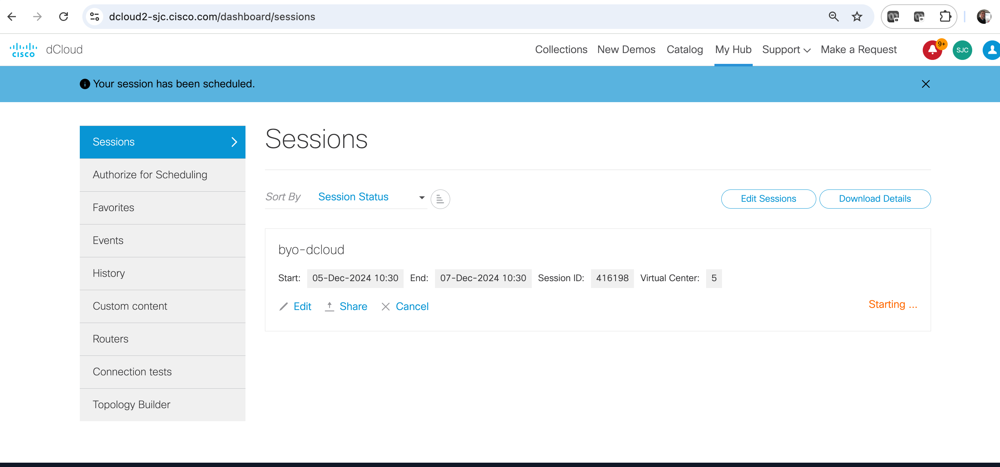 dcloud2-sjc.cisco.com/dashboard/sessions
CISCO dCloud Collections New Demos Catalog My Hub Support Make a Request 9+ SJC
Your session has been scheduled.
Sessions
Authorize for Scheduling
Favorites
Events
History
Custom content
Routers
Connection tests
Topology Builder
Sessions
Sort By Session Status Edit Sessions Download Details
byo-dcloud
Start: 05-Dec-2024 10:30 End: 07-Dec-2024 10:30 Session ID: 416198 Virtual Center: 5
Edit Share Cancel Starting ...